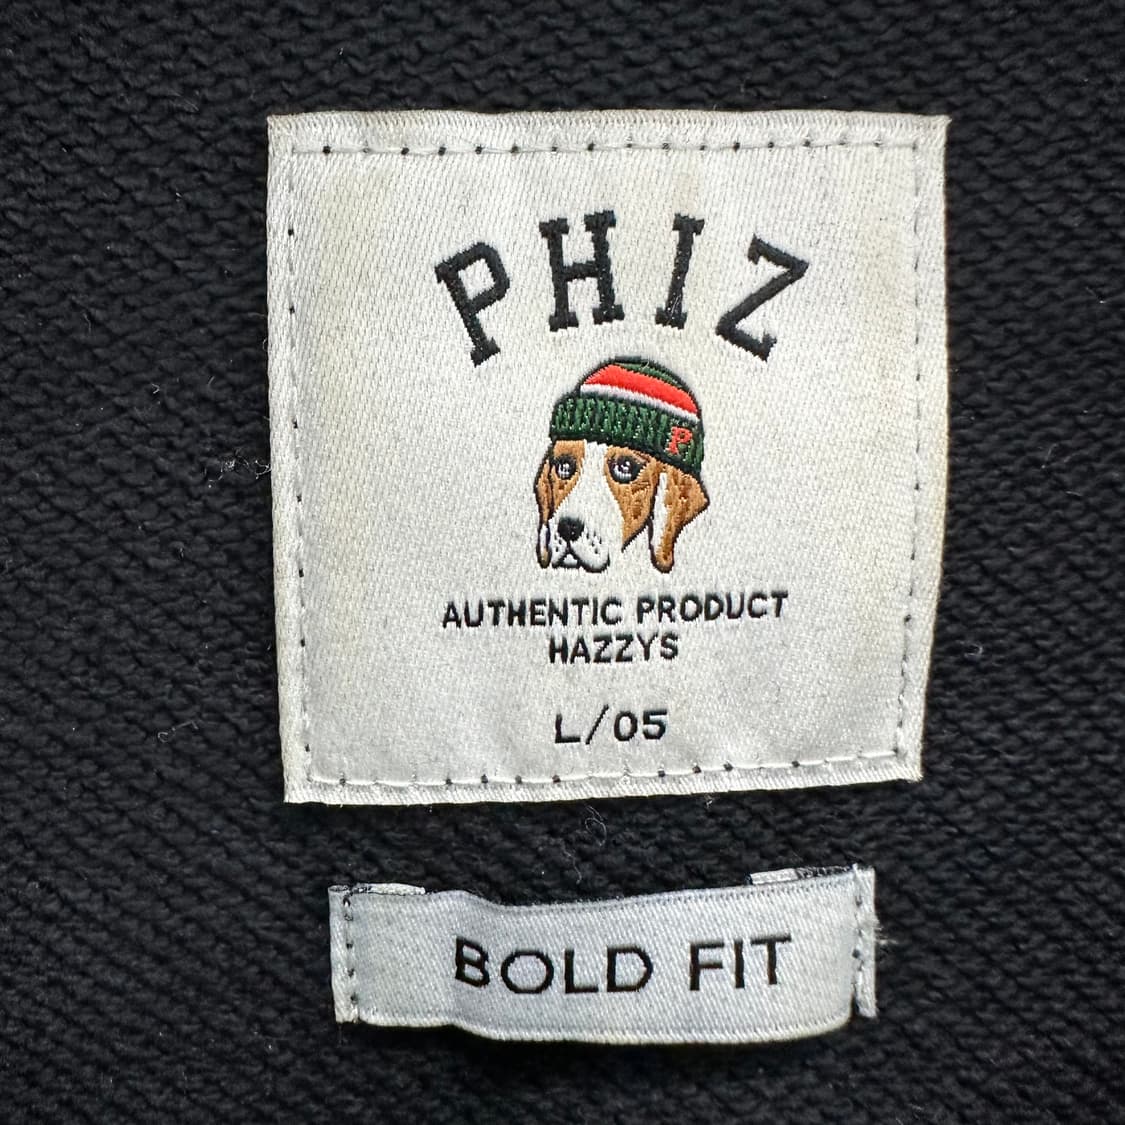 PHIZ
P
AUTHENTIC PRODUCT
HAZZYS
L/05
BOLD FIT